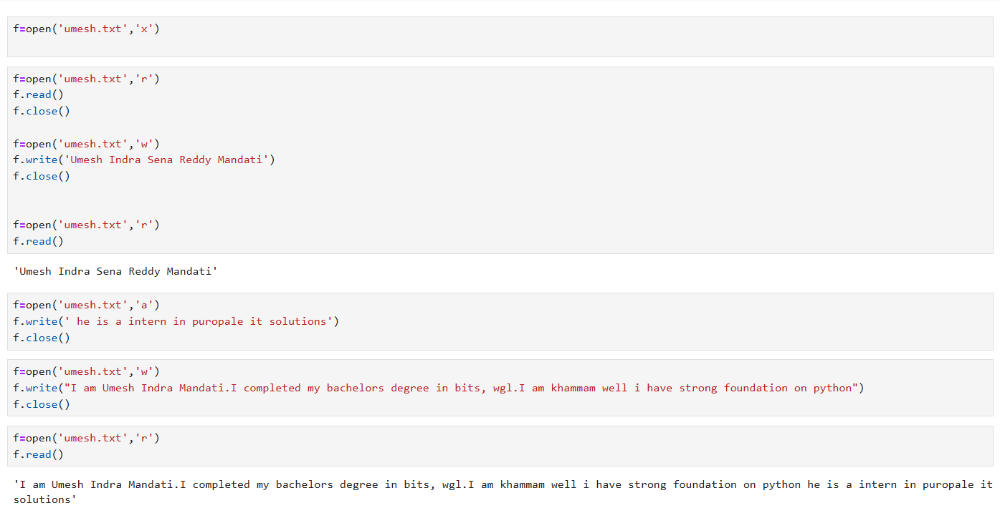 f=open('umesh.txt','x')
f=open('umesh.txt','r')
f.read()
f.close()
f=open('umesh.txt','w')
f.write('Umesh Indra Sena Reddy Mandati')
f.close()
f=open('umesh.txt','r')
f.read()
'Umesh Indra Sena Reddy Mandati'
f=open('umesh.txt','a')
f.write(' he is a intern in puropale it solutions')
f.close()
f=open('umesh.txt','w')
f.write("I am Umesh Indra Mandati.I completed my bachelors degree in bits, wgl.I am khammam well i have strong foundation on python")
f.close()
f=open('umesh.txt','r')
f.read()
'I am Umesh Indra Mandati.I completed my bachelors degree in bits, wgl.I am khammam well i have strong foundation on python he is a intern in puropale it
solutions'